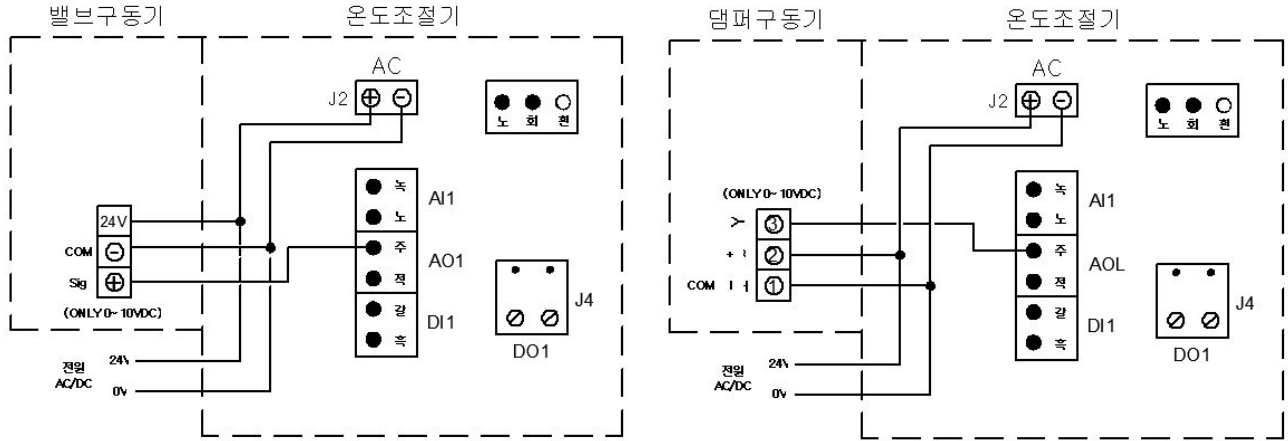 밸브구동기 온도조절기
AC
J2
노 회 흰
녹 AI1
노
24V
COM 주
AO1
Sig 적
(ONLY 0~10VDC)
갈 DI1
흑
J4
DO1
전원 24V
AC/DC 0V
댐퍼구동기 온도조절기
AC
J2
노 회 흰
(ONLY 0~10VDC)
녹 AI1
노
Y 3 주
+ ~ 2 AOL
COM 1 적
갈 DI1
흑
J4
DO1
전원 24V
AC/DC 0V